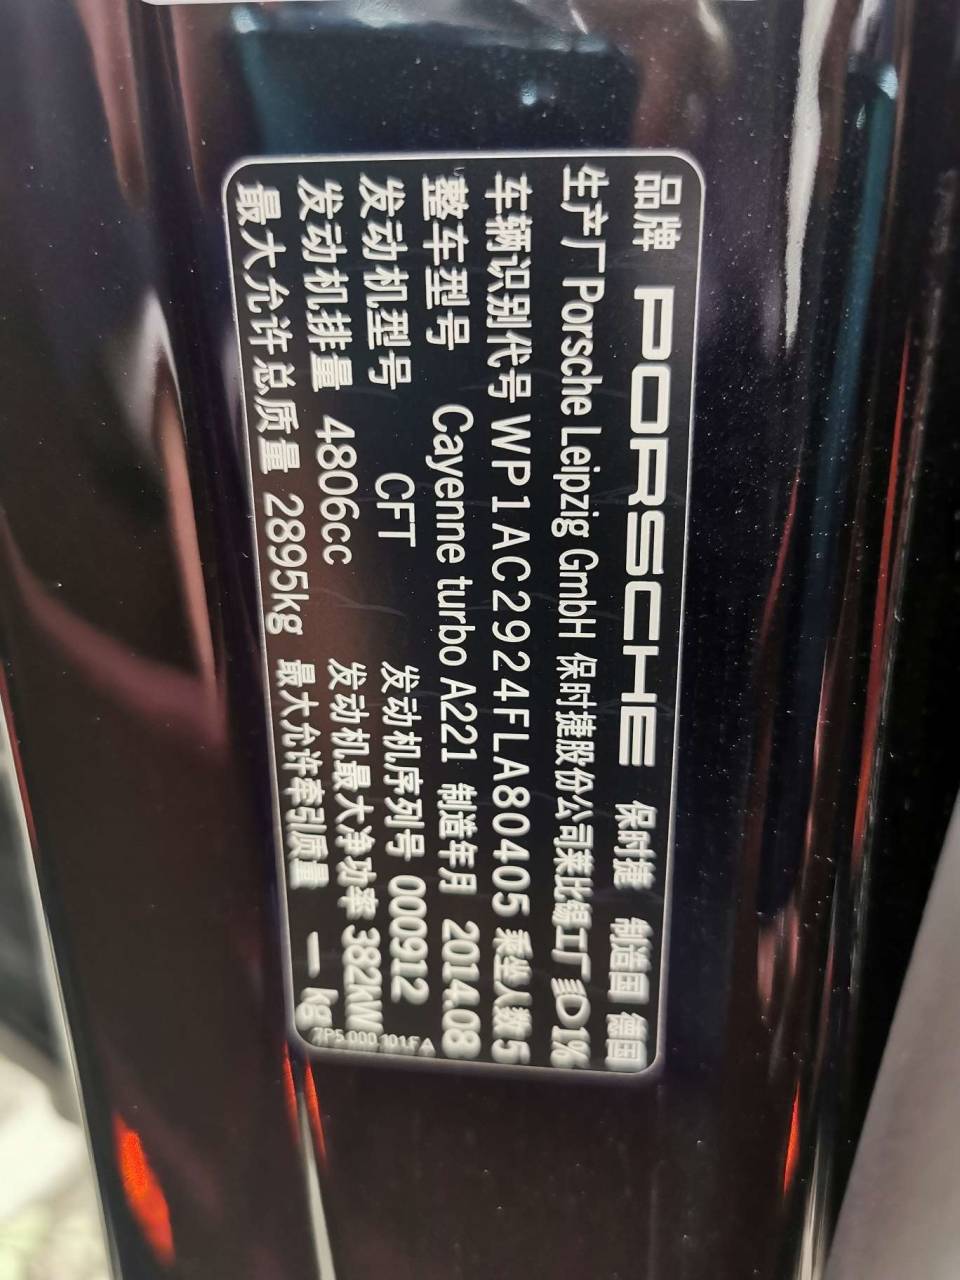 品牌 PORSCHE 保时捷 制造国 德国
生产厂 Porsche Leipzig GmbH 保时捷股份公司莱比锡工厂 1%
车辆识别代号 WP1AC2924FLA80405 乘坐人数 5
整车型号 Cayenne turbo A221 制造年月 2014.08
发动机型号 CFT 发动机序列号 000912
发动机排量 4806cc 发动机最大净功率 382KW
最大允许总质量 2895kg 最大允许牵引质量 — kg
7P5 000 101 FA